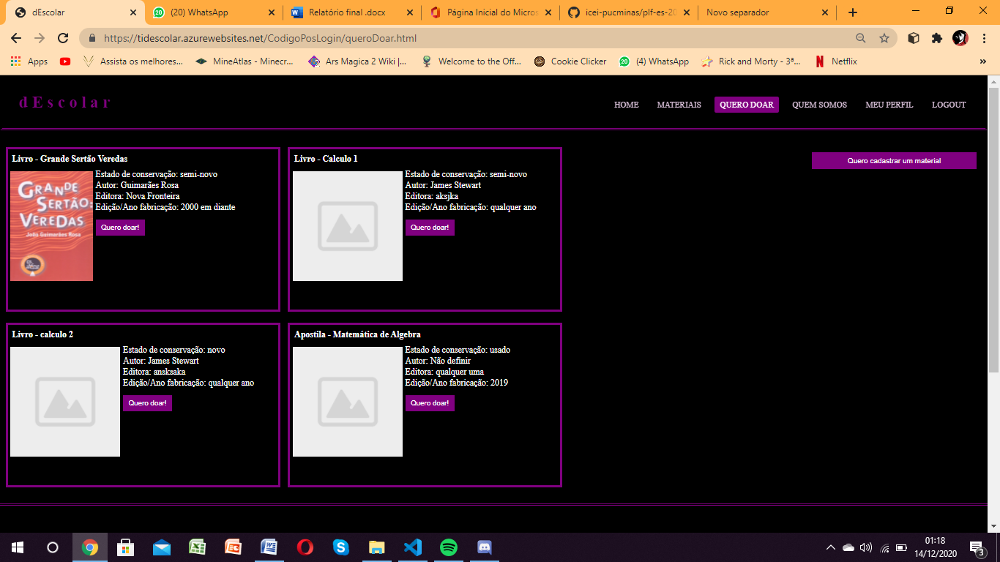 dEscolar
(20) WhatsApp
Relatório final .docx
Página Inicial do Micros
icei-pucminas/plf-es-20
Novo separador
https://tidescolar.azurewebsites.net/CodigoPosLogin/queroDoar.html
Apps
Assista os melhores...
MineAtlas - Minecr...
Ars Magica 2 Wiki |...
Welcome to the Off...
Cookie Clicker
(4) WhatsApp
Rick and Morty - 3ª...
Netflix
»
dEscolar
HOME
MATERIAIS
QUERO DOAR
QUEM SOMOS
MEU PERFIL
LOGOUT
Quero cadastrar um material
Livro - Grande Sertão Veredas
GRANDE
SERTÃO:
VEREDAS
João Guimarães Rosa
Estado de conservação: semi-novo
Autor: Guimarães Rosa
Editora: Nova Fronteira
Edição/Ano fabricação: 2000 em diante
Quero doar!
Livro - Calculo 1
Estado de conservação: semi-novo
Autor: James Stewart
Editora: aksjka
Edição/Ano fabricação: qualquer ano
Quero doar!
Livro - calculo 2
Estado de conservação: novo
Autor: James Stewart
Editora: ansksaka
Edição/Ano fabricação: qualquer ano
Quero doar!
Apostila - Matemática de Algebra
Estado de conservação: usado
Autor: Não definir
Editora: qualquer uma
Edição/Ano fabricação: 2019
Quero doar!
01:18
14/12/2020
3